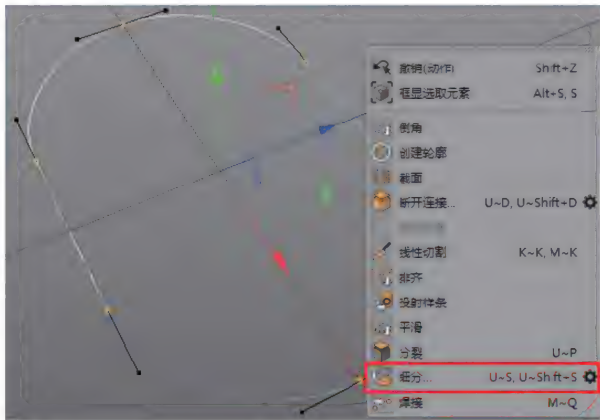 撤销(动作) Shift+Z
框显选取元素 Alt+S, S
倒角
创建轮廓
截面
断开连接... U~D, U~Shift+D
线性切割 K~K, M~K
排齐
投射样条
平滑
分裂 U~P
细分... U~S, U~Shift+S
焊接 M~Q